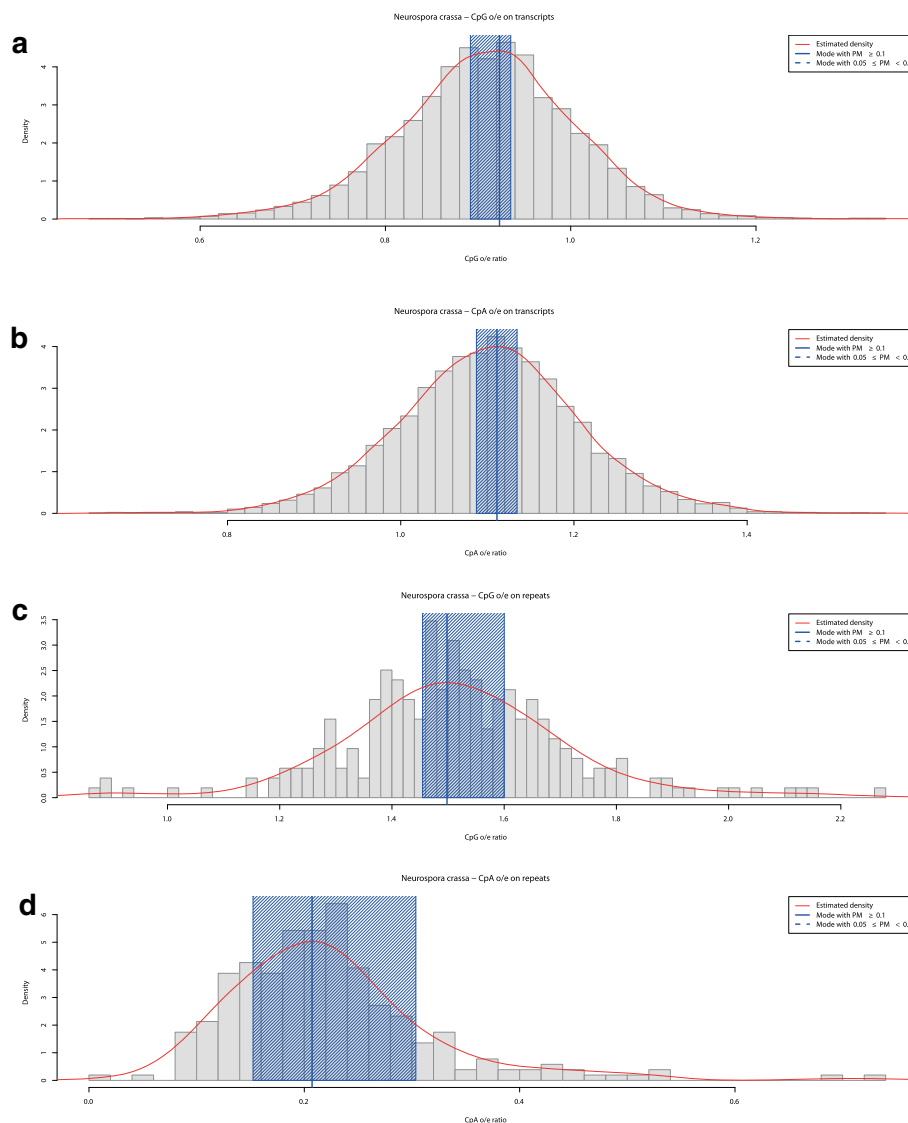 a
Neurospora crassa – CpG o/e on transcripts
Estimated density
Mode with PM ≥ 0.1
Mode with 0.05 ≤ PM < 0.
Density
0 1 2 3 4
0.6 0.8 1.0 1.2
CpG o/e ratio
b
Neurospora crassa – CpA o/e on transcripts
Estimated density
Mode with PM ≥ 0.1
Mode with 0.05 ≤ PM < 0.
Density
0 1 2 3 4
0.8 1.0 1.2 1.4
CpA o/e ratio
c
Neurospora crassa – CpG o/e on repeats
Estimated density
Mode with PM ≥ 0.1
Mode with 0.05 ≤ PM < 0.
Density
0.0 0.5 1.0 1.5 2.0 2.5 3.0 3.5
1.0 1.2 1.4 1.6 1.8 2.0 2.2
CpG o/e ratio
d
Neurospora crassa – CpA o/e on repeats
Estimated density
Mode with PM ≥ 0.1
Mode with 0.05 ≤ PM < 0.
Density
0 1 2 3 4 5 6
0.0 0.2 0.4 0.6
CpA o/e ratio